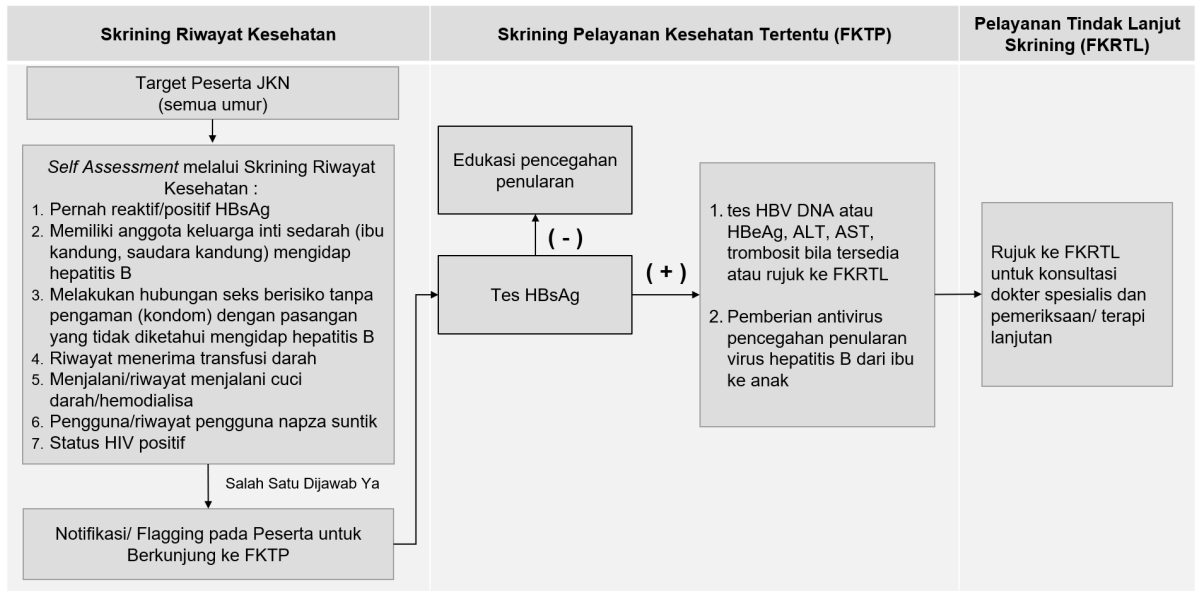 Skrining Riwayat Kesehatan
Skrining Pelayanan Kesehatan Tertentu (FKTP)
Pelayanan Tindak Lanjut
Skrining (FKRTL)
Target Peserta JKN
(semua umur)
Self Assessment melalui Skrining Riwayat
Kesehatan :
1. Pernah reaktif/positif HBsAg
2. Memiliki anggota keluarga inti sedarah (ibu
kandung, saudara kandung) mengidap
hepatitis B
3. Melakukan hubungan seks berisiko tanpa
pengaman (kondom) dengan pasangan
yang tidak diketahui mengidap hepatitis B
4. Riwayat menerima transfusi darah
5. Menjalani/riwayat menjalani cuci
darah/hemodialisa
6. Pengguna/riwayat pengguna napza suntik
7. Status HIV positif
Salah Satu Dijawab Ya
Notifikasi/ Flagging pada Peserta untuk
Berkunjung ke FKTP
Edukasi pencegahan
penularan
( - )
Tes HBsAg
( + )
1. tes HBV DNA atau
HBeAg, ALT, AST,
trombosit bila tersedia
atau rujuk ke FKRTL
2. Pemberian antivirus
pencegahan penularan
virus hepatitis B dari ibu
ke anak
Rujuk ke FKRTL
untuk konsultasi
dokter spesialis dan
pemeriksaan/ terapi
lanjutan